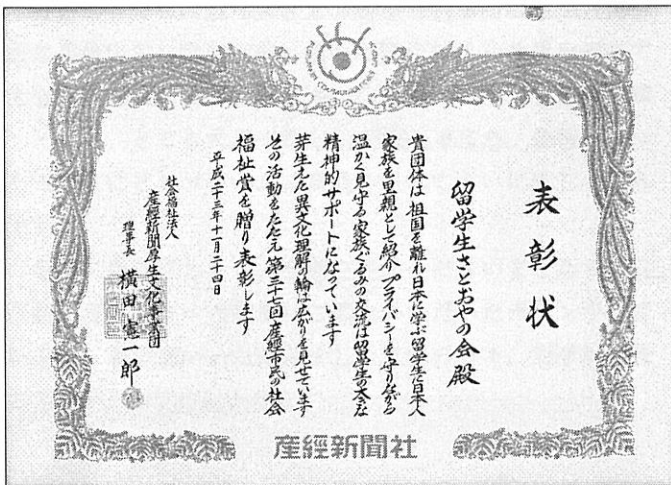 表彰状
留学生さとおやの会殿
貴団体は祖国を離れ日本に学ぶ留学生に日本人
家族を里親として紹介プライバシーを守りながら
温かく見守る家族ぐるみの交流は留学生の大きな
精神的サポートになっています
芽生えた異文化理解の輪は広がりを見せています
その活動をたたえ第三十七回産經市民の社会
福祉賞を贈り表彰します
平成二十三年十一月二十四日
社会福祉法人
産經新聞厚生文化事業団
理事長 横田憲一郎
産經新聞社